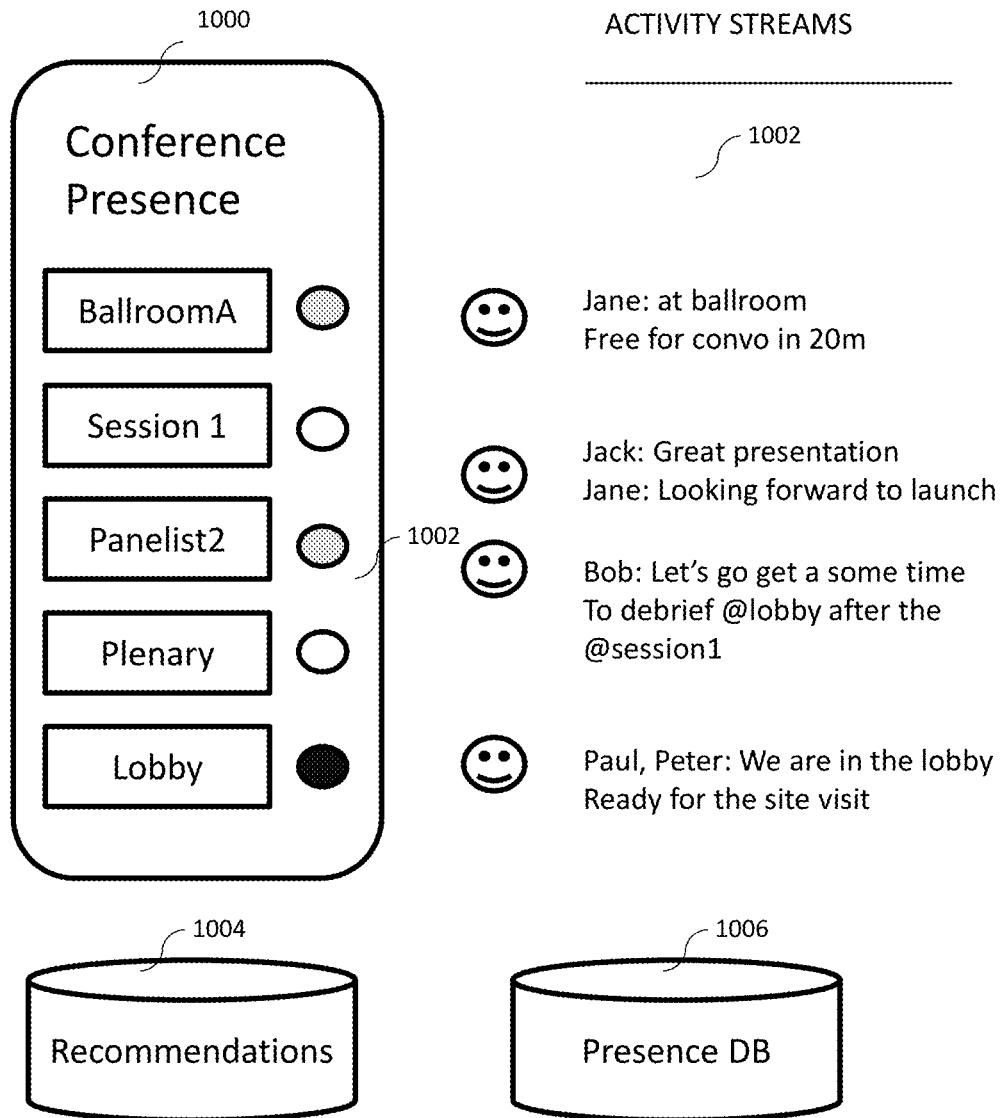 1000
ACTIVITY STREAMS
Conference
Presence
1002
BallroomA
Jane: at ballroom
Free for convo in 20m
Session 1
Jack: Great presentation
Jane: Looking forward to launch
Panelist2
1002
Bob: Let's go get a some time
To debrief @lobby after the
@session1
Plenary
Lobby
Paul, Peter: We are in the lobby
Ready for the site visit
1004
1006
Recommendations
Presence DB